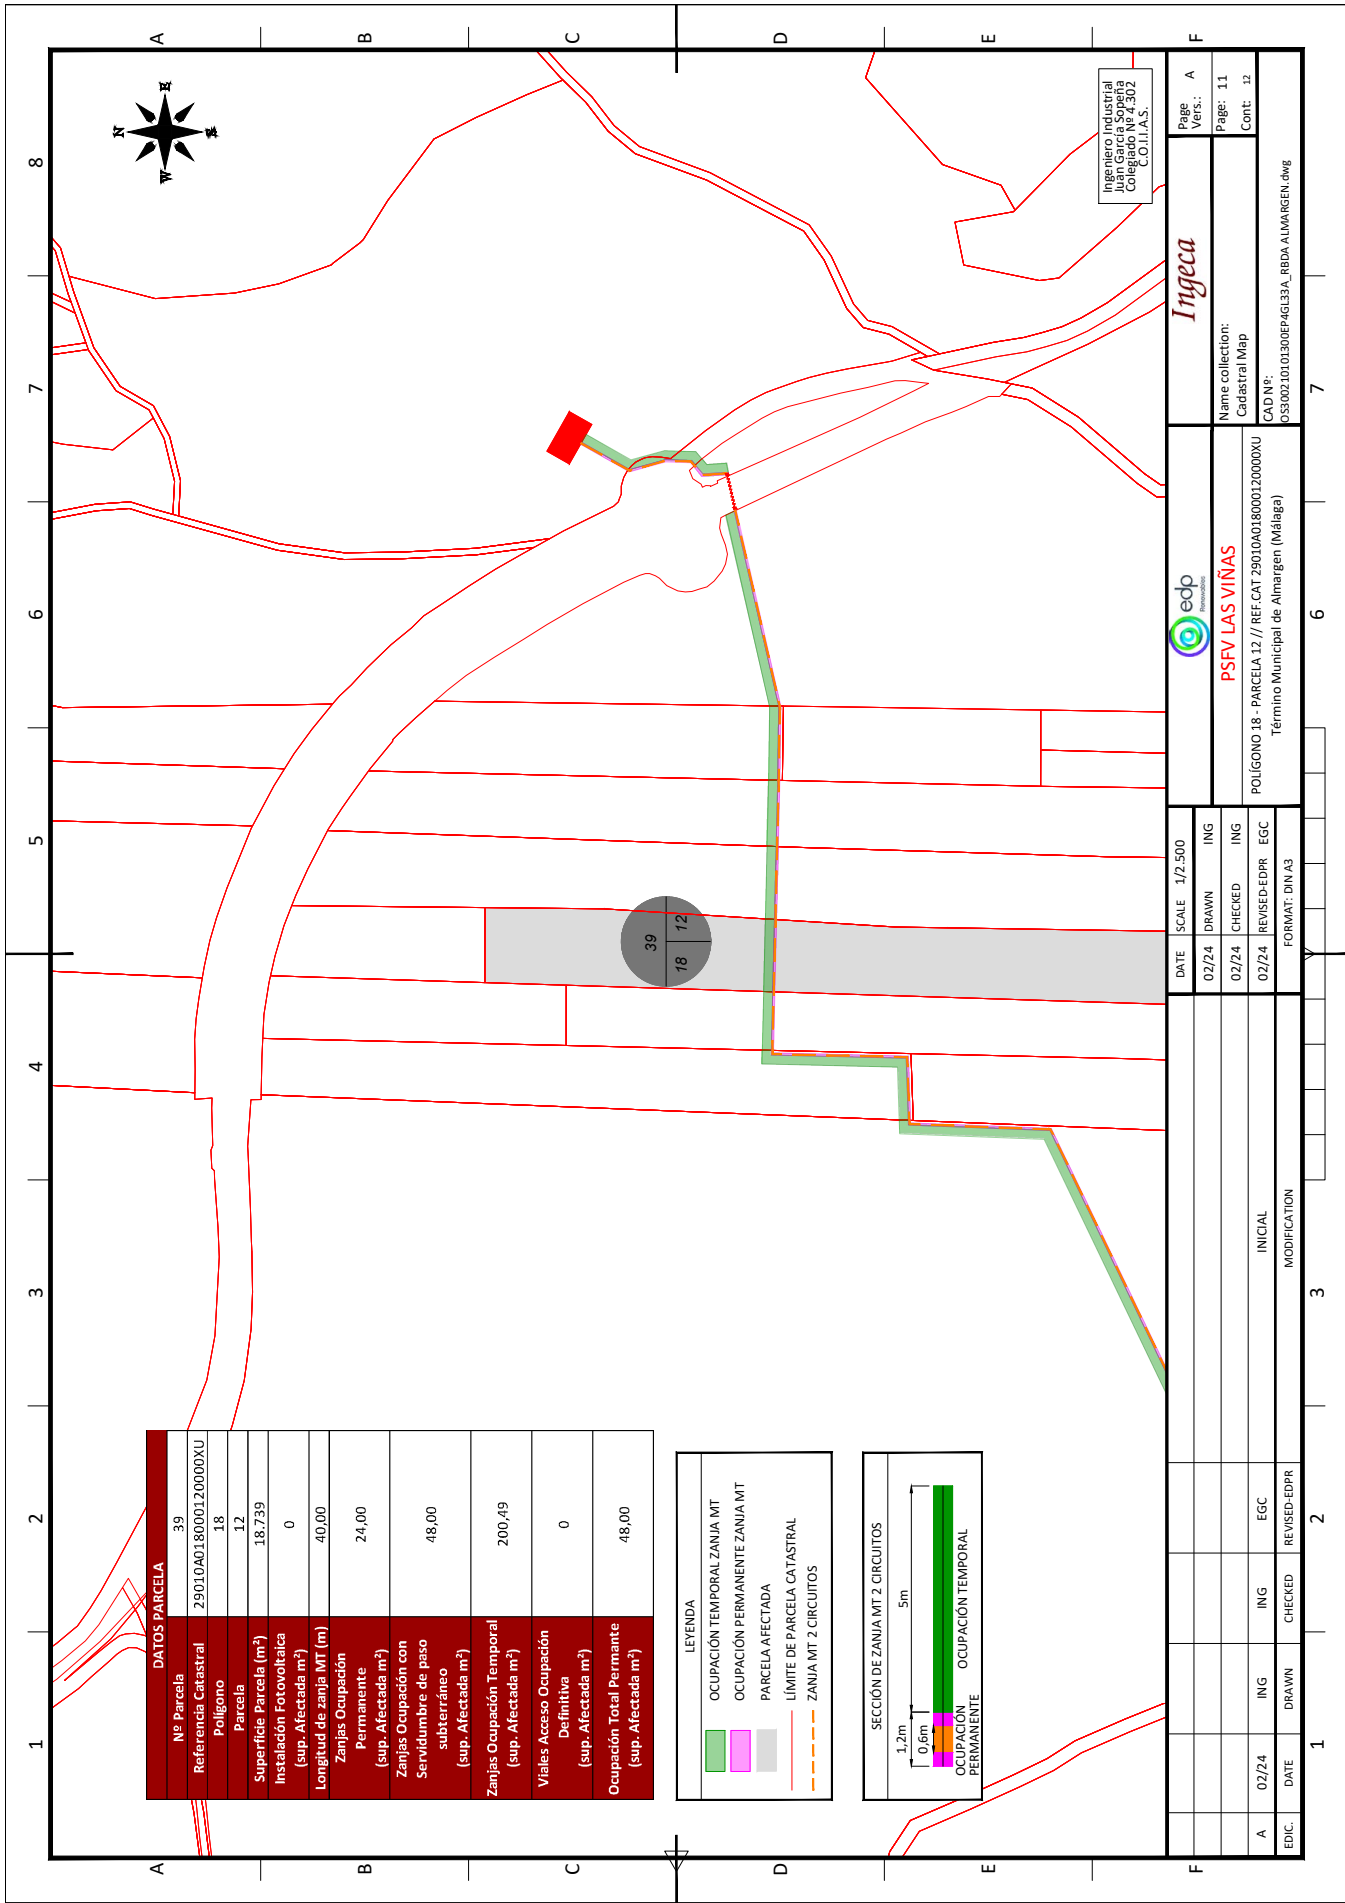 1 2 3 4 5 6 7 8
A
B
C
D
E
F
A
B
C
D
E
F
N
E
W
DATOS PARCELA
Nº Parcela 39
Referencia Catastral 29010A018000120000XU
Polígono 18
Parcela 12
Superficie Parcela (m²) 18.739
Instalación Fotovoltaica
(sup. Afectada m²) 0
Longitud de zanja MT (m) 40,00
Zanjas Ocupación
Permanente
(sup. Afectada m²) 24,00
Zanjas Ocupación con
Servidumbre de paso
subterráneo
(sup. Afectada m²) 48,00
Zanjas Ocupación Temporal
(sup. Afectada m²) 200,49
Viales Acceso Ocupación
Definitiva
(sup. Afectada m²) 0
Ocupación Total Permante
(sup. Afectada m²) 48,00
39
18 12
LEYENDA
OCUPACIÓN TEMPORAL ZANJA MT
OCUPACIÓN PERMANENTE ZANJA MT
PARCELA AFECTADA
LÍMITE DE PARCELA CATASTRAL
ZANJA MT 2 CIRCUITOS
SECCIÓN DE ZANJA MT 2 CIRCUITOS
1,2m 5m
0,6m
OCUPACIÓN
PERMANENTE
OCUPACIÓN TEMPORAL
Ingeniero Industrial
Juan García Sopeña
Colegiado Nº 4.302
C.O.I.I.A.S.
A 02/24 ING ING EGC INICIAL
EDIC. DATE DRAWN CHECKED REVISED-EDPR MODIFICATION
DATE SCALE 1/2.500
02/24 DRAWN ING
02/24 CHECKED ING
02/24 REVISED-EDPR EGC
FORMAT: DIN A3
edp
Renewables
PSFV LAS VIÑAS
POLÍGONO 18 - PARCELA 12 // REF.CAT 29010A018000120000XU
Término Municipal de Almargen (Málaga)
Ingeca
Name collection:
Cadastral Map
CAD Nº:
OS300210101300EP4GL33A_RBDA ALMARGEN.dwg
Page
Vers.: A
Page: 11
Cont: 12
1 2 3 4 5 6 7